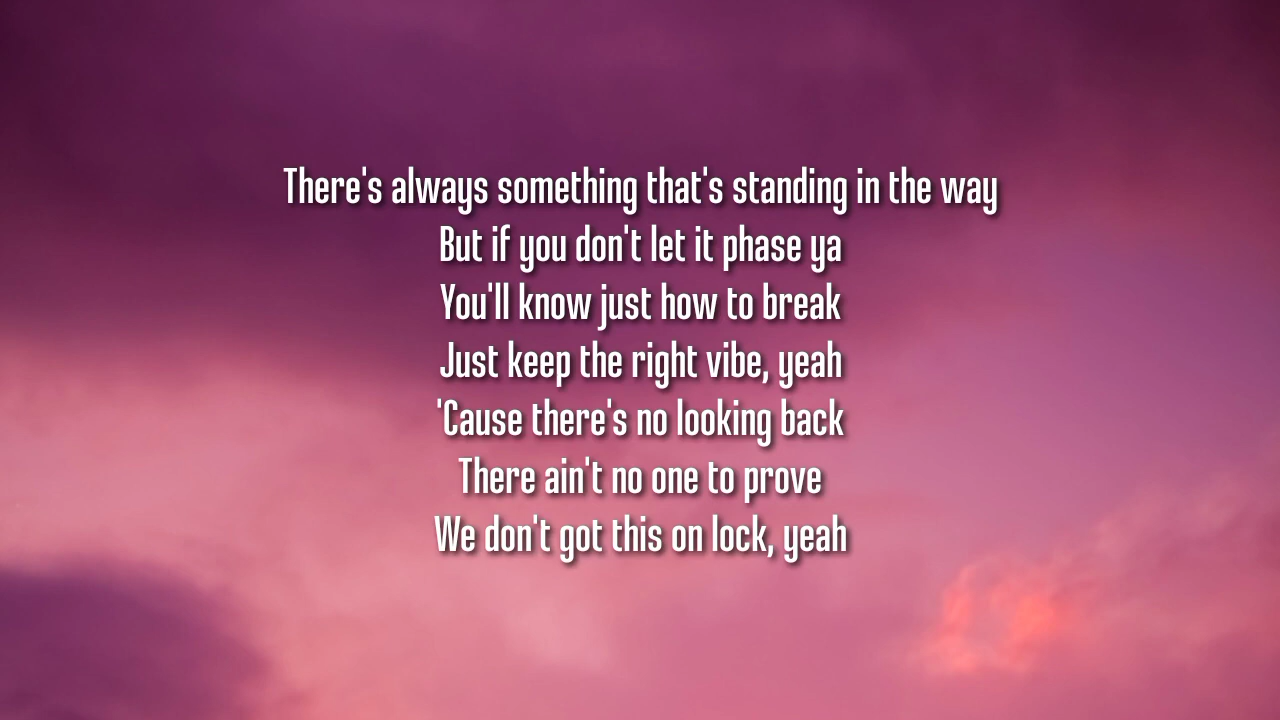 There's always something that's standing in the way
But if you don't let it phase ya
You'll know just how to break
Just keep the right vibe, yeah
'Cause there's no looking back
There ain't no one to prove
We don't got this on lock, yeah